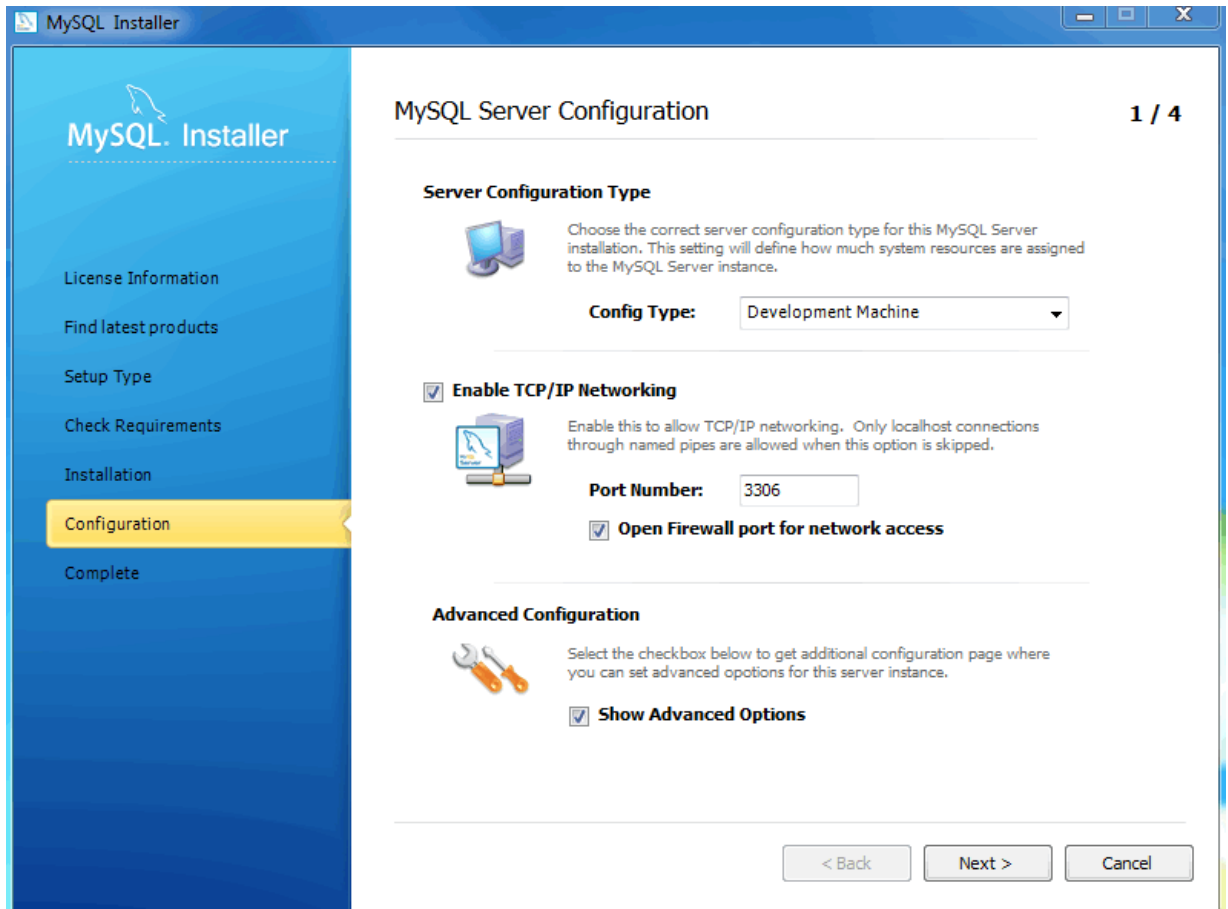 MySQL Installer
MySQL. Installer
License Information
Find latest products
Setup Type
Check Requirements
Installation
Configuration
Complete
MySQL Server Configuration
1 / 4
Server Configuration Type
Choose the correct server configuration type for this MySQL Server
installation. This setting will define how much system resources are assigned
to the MySQL Server instance.
Config Type: Development Machine
Enable TCP/IP Networking
Enable this to allow TCP/IP networking. Only localhost connections
through named pipes are allowed when this option is skipped.
Port Number: 3306
Open Firewall port for network access
Advanced Configuration
Select the checkbox below to get additional configuration page where
you can set advanced opotions for this server instance.
Show Advanced Options
< Back Next > Cancel